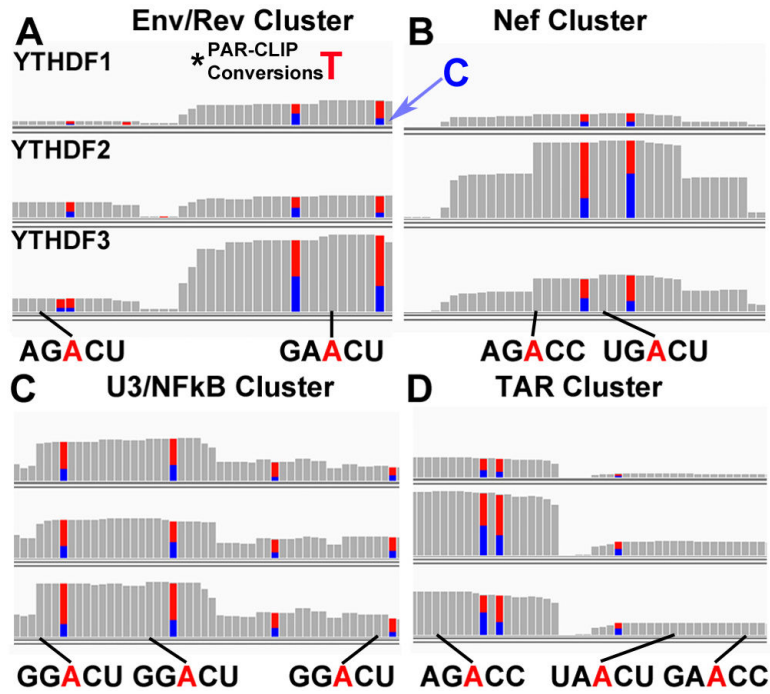 A Env/Rev Cluster
YTHDF1
* PAR-CLIP
Conversions T
C
YTHDF2
YTHDF3
AGACU GAACU
B Nef Cluster
AGACC UGACU
C U3/NFkB Cluster
GGACU GGACU GGACU
D TAR Cluster
AGACC UAACU GAACC